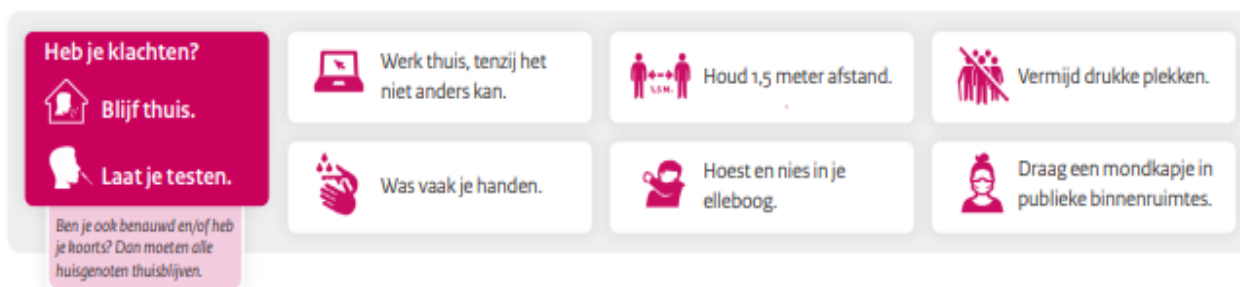 Heb je klachten?
Blijf thuis.
Laat je testen.
Ben je ook benauwd en/of heb
je koorts? Dan moeten alle
huisgenoten thuisblijven.
Werk thuis, tenzij het
niet anders kan.
1,5 M.
Houd 1,5 meter afstand.
Vermijd drukke plekken.
Was vaak je handen.
Hoest en nies in je
elleboog.
Draag een mondkapje in
publieke binnenruimtes.